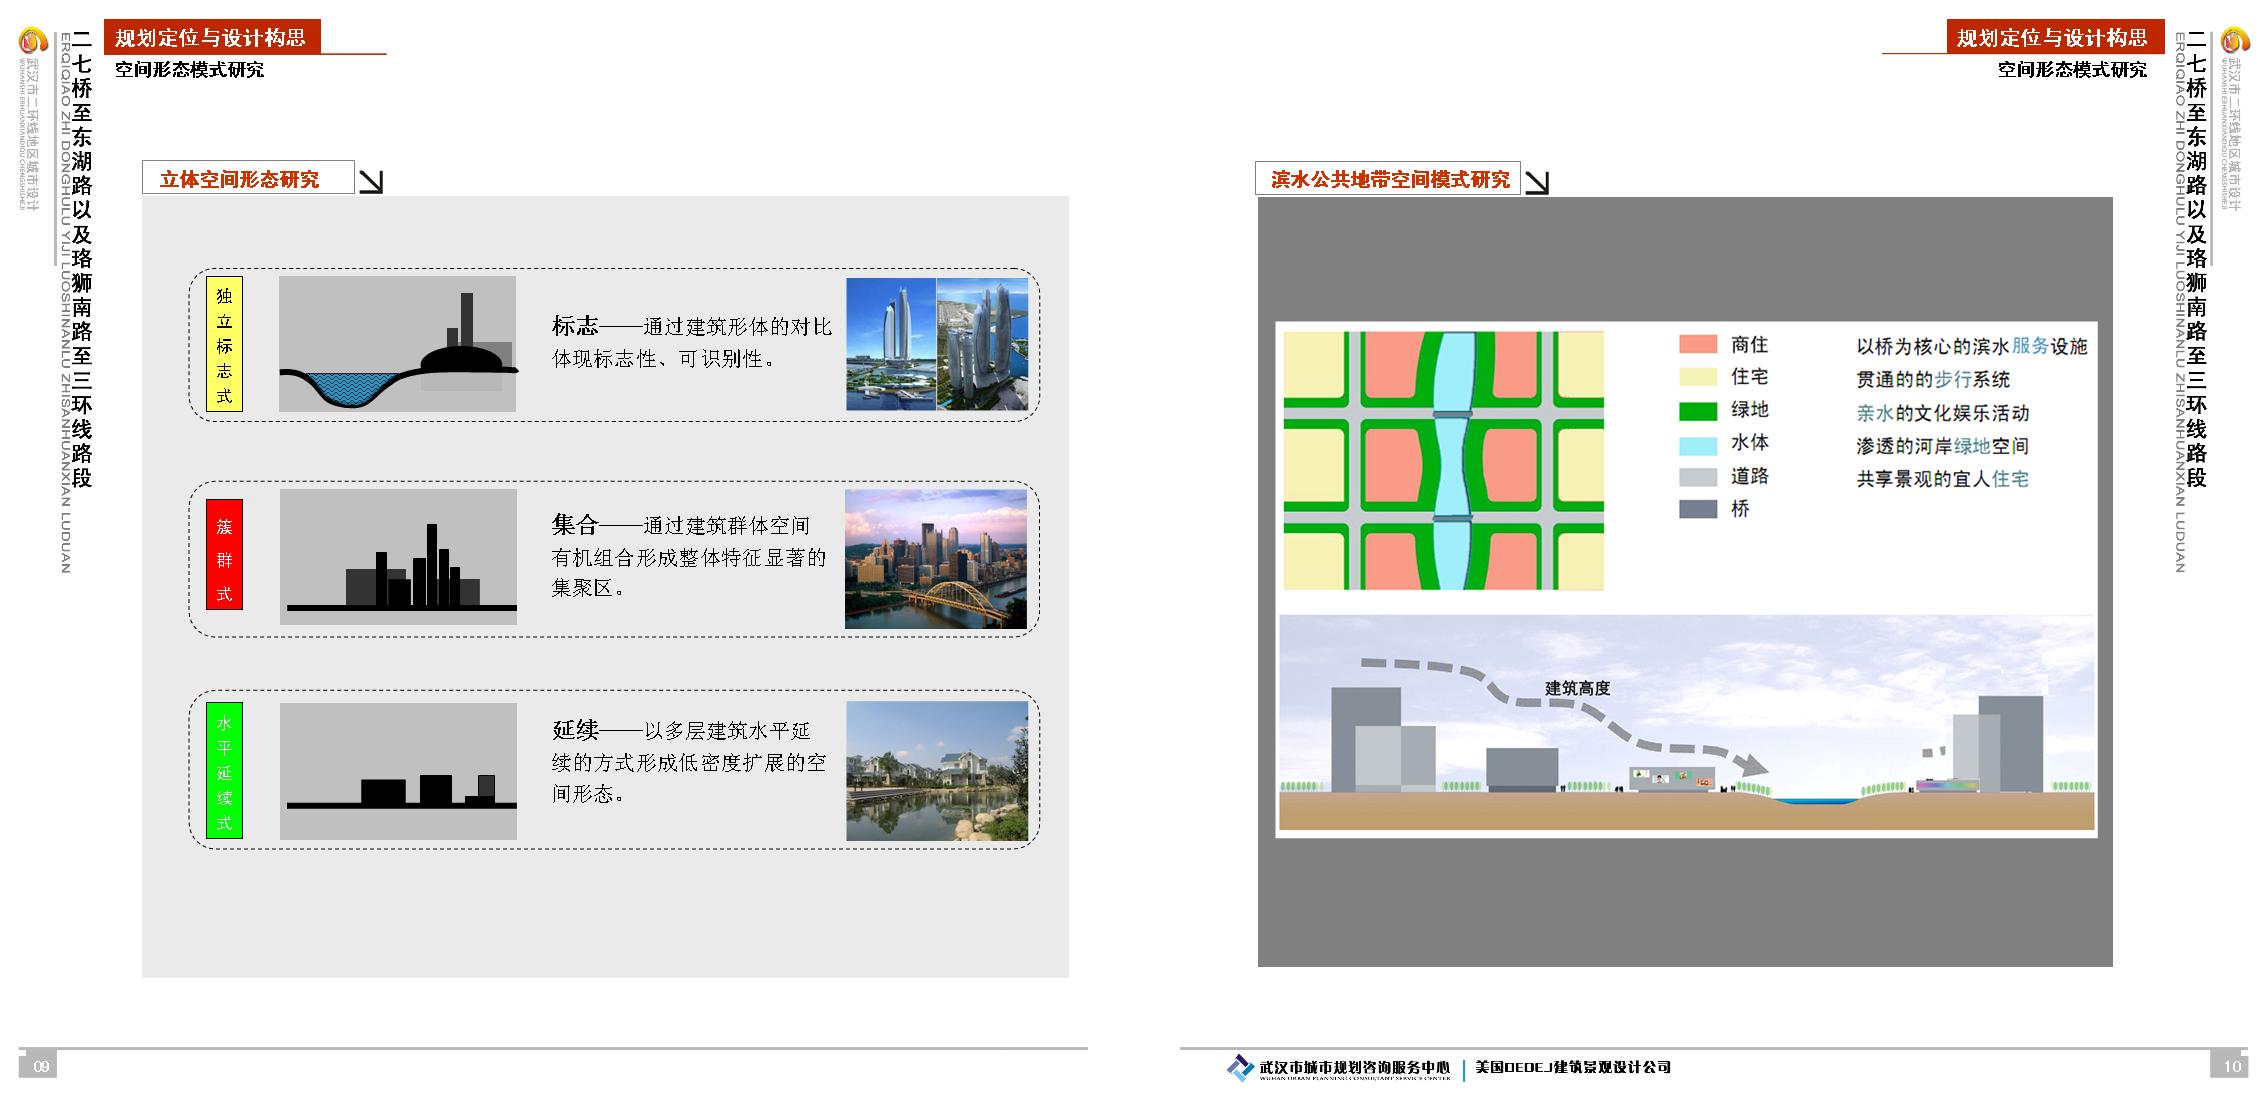 规划定位与设计构思
空间形态模式研究
二七桥至东湖路以及珞狮南路至三环线路段
ERQIQIAO ZHI DONGHULU YIJI LUOSHINANLU ZHISANHUANXIAN LUDUAN
武汉市二环线地区城市设计
WUHANSHI ERHUANXIANDIQU CHENGSHISHEJI
立体空间形态研究
独立标志式
标志——通过建筑形体的对比
体现标志性、可识别性。
簇群式
集合——通过建筑群体空间
有机组合形成整体特征显著的
集聚区。
水平延续式
延续——以多层建筑水平延
续的方式形成低密度扩展的空
间形态。
09
规划定位与设计构思
空间形态模式研究
二七桥至东湖路以及珞狮南路至三环线路段
ERQIQIAO ZHI DONGHULU YIJI LUOSHINANLU ZHISANHUANXIAN LUDUAN
武汉市二环线地区城市设计
WUHANSHI ERHUANXIANDIQU CHENGSHISHEJI
滨水公共地带空间模式研究
商住
住宅
绿地
水体
道路
桥
以桥为核心的滨水服务设施
贯通的的步行系统
亲水的文化娱乐活动
渗透的河岸绿地空间
共享景观的宜人住宅
建筑高度
武汉市城市规划咨询服务中心
WUHAN URBAN PLANNING CONSULTANT SERVICE CENTER
美国DEDEJ建筑景观设计公司
10